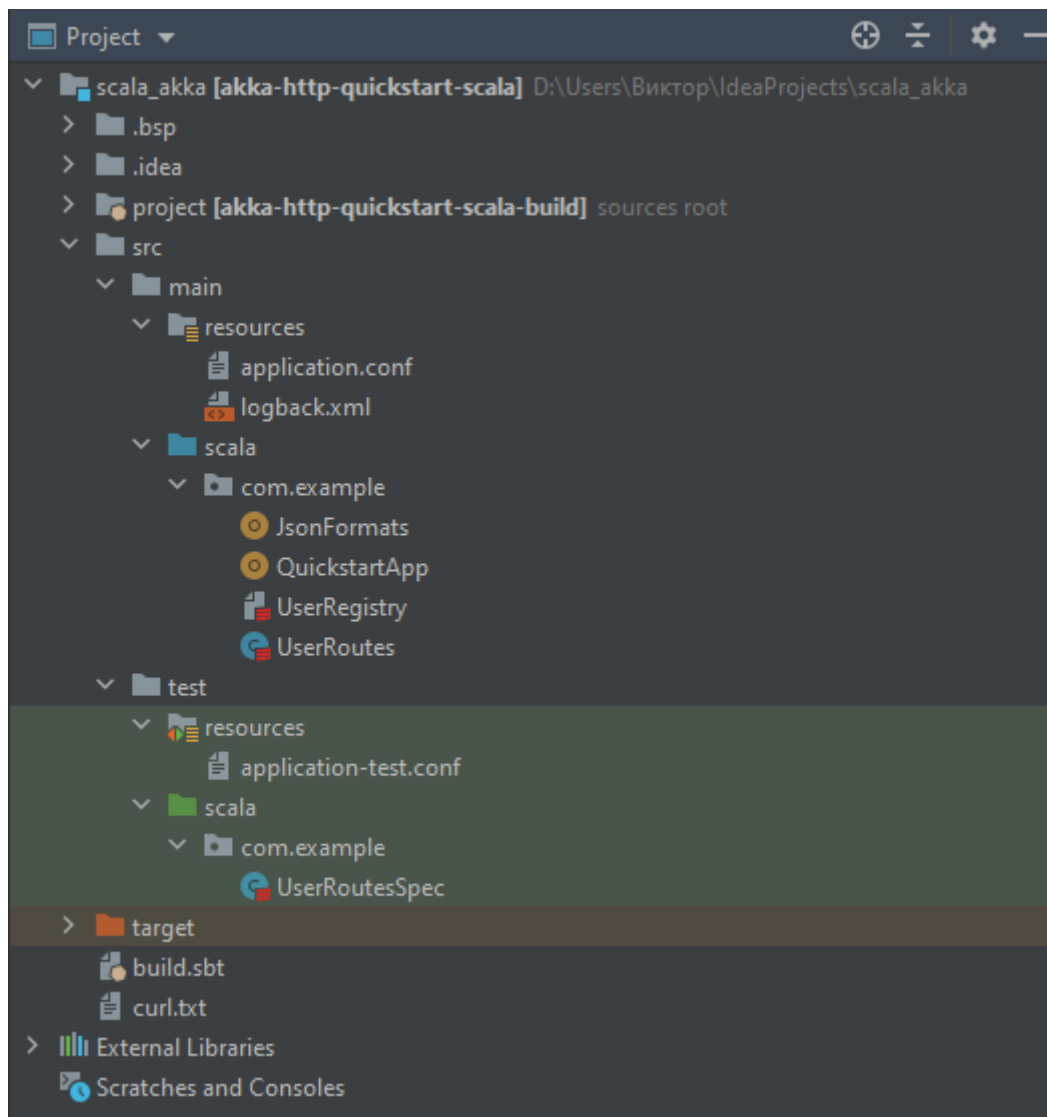 Project
scala_akka [akka-http-quickstart-scala] D:\Users\Виктор\IdeaProjects\scala_akka
.bsp
.idea
project [akka-http-quickstart-scala-build] sources root
src
main
resources
application.conf
logback.xml
scala
com.example
JsonFormats
QuickstartApp
UserRegistry
UserRoutes
test
resources
application-test.conf
scala
com.example
UserRoutesSpec
target
build.sbt
curl.txt
External Libraries
Scratches and Consoles